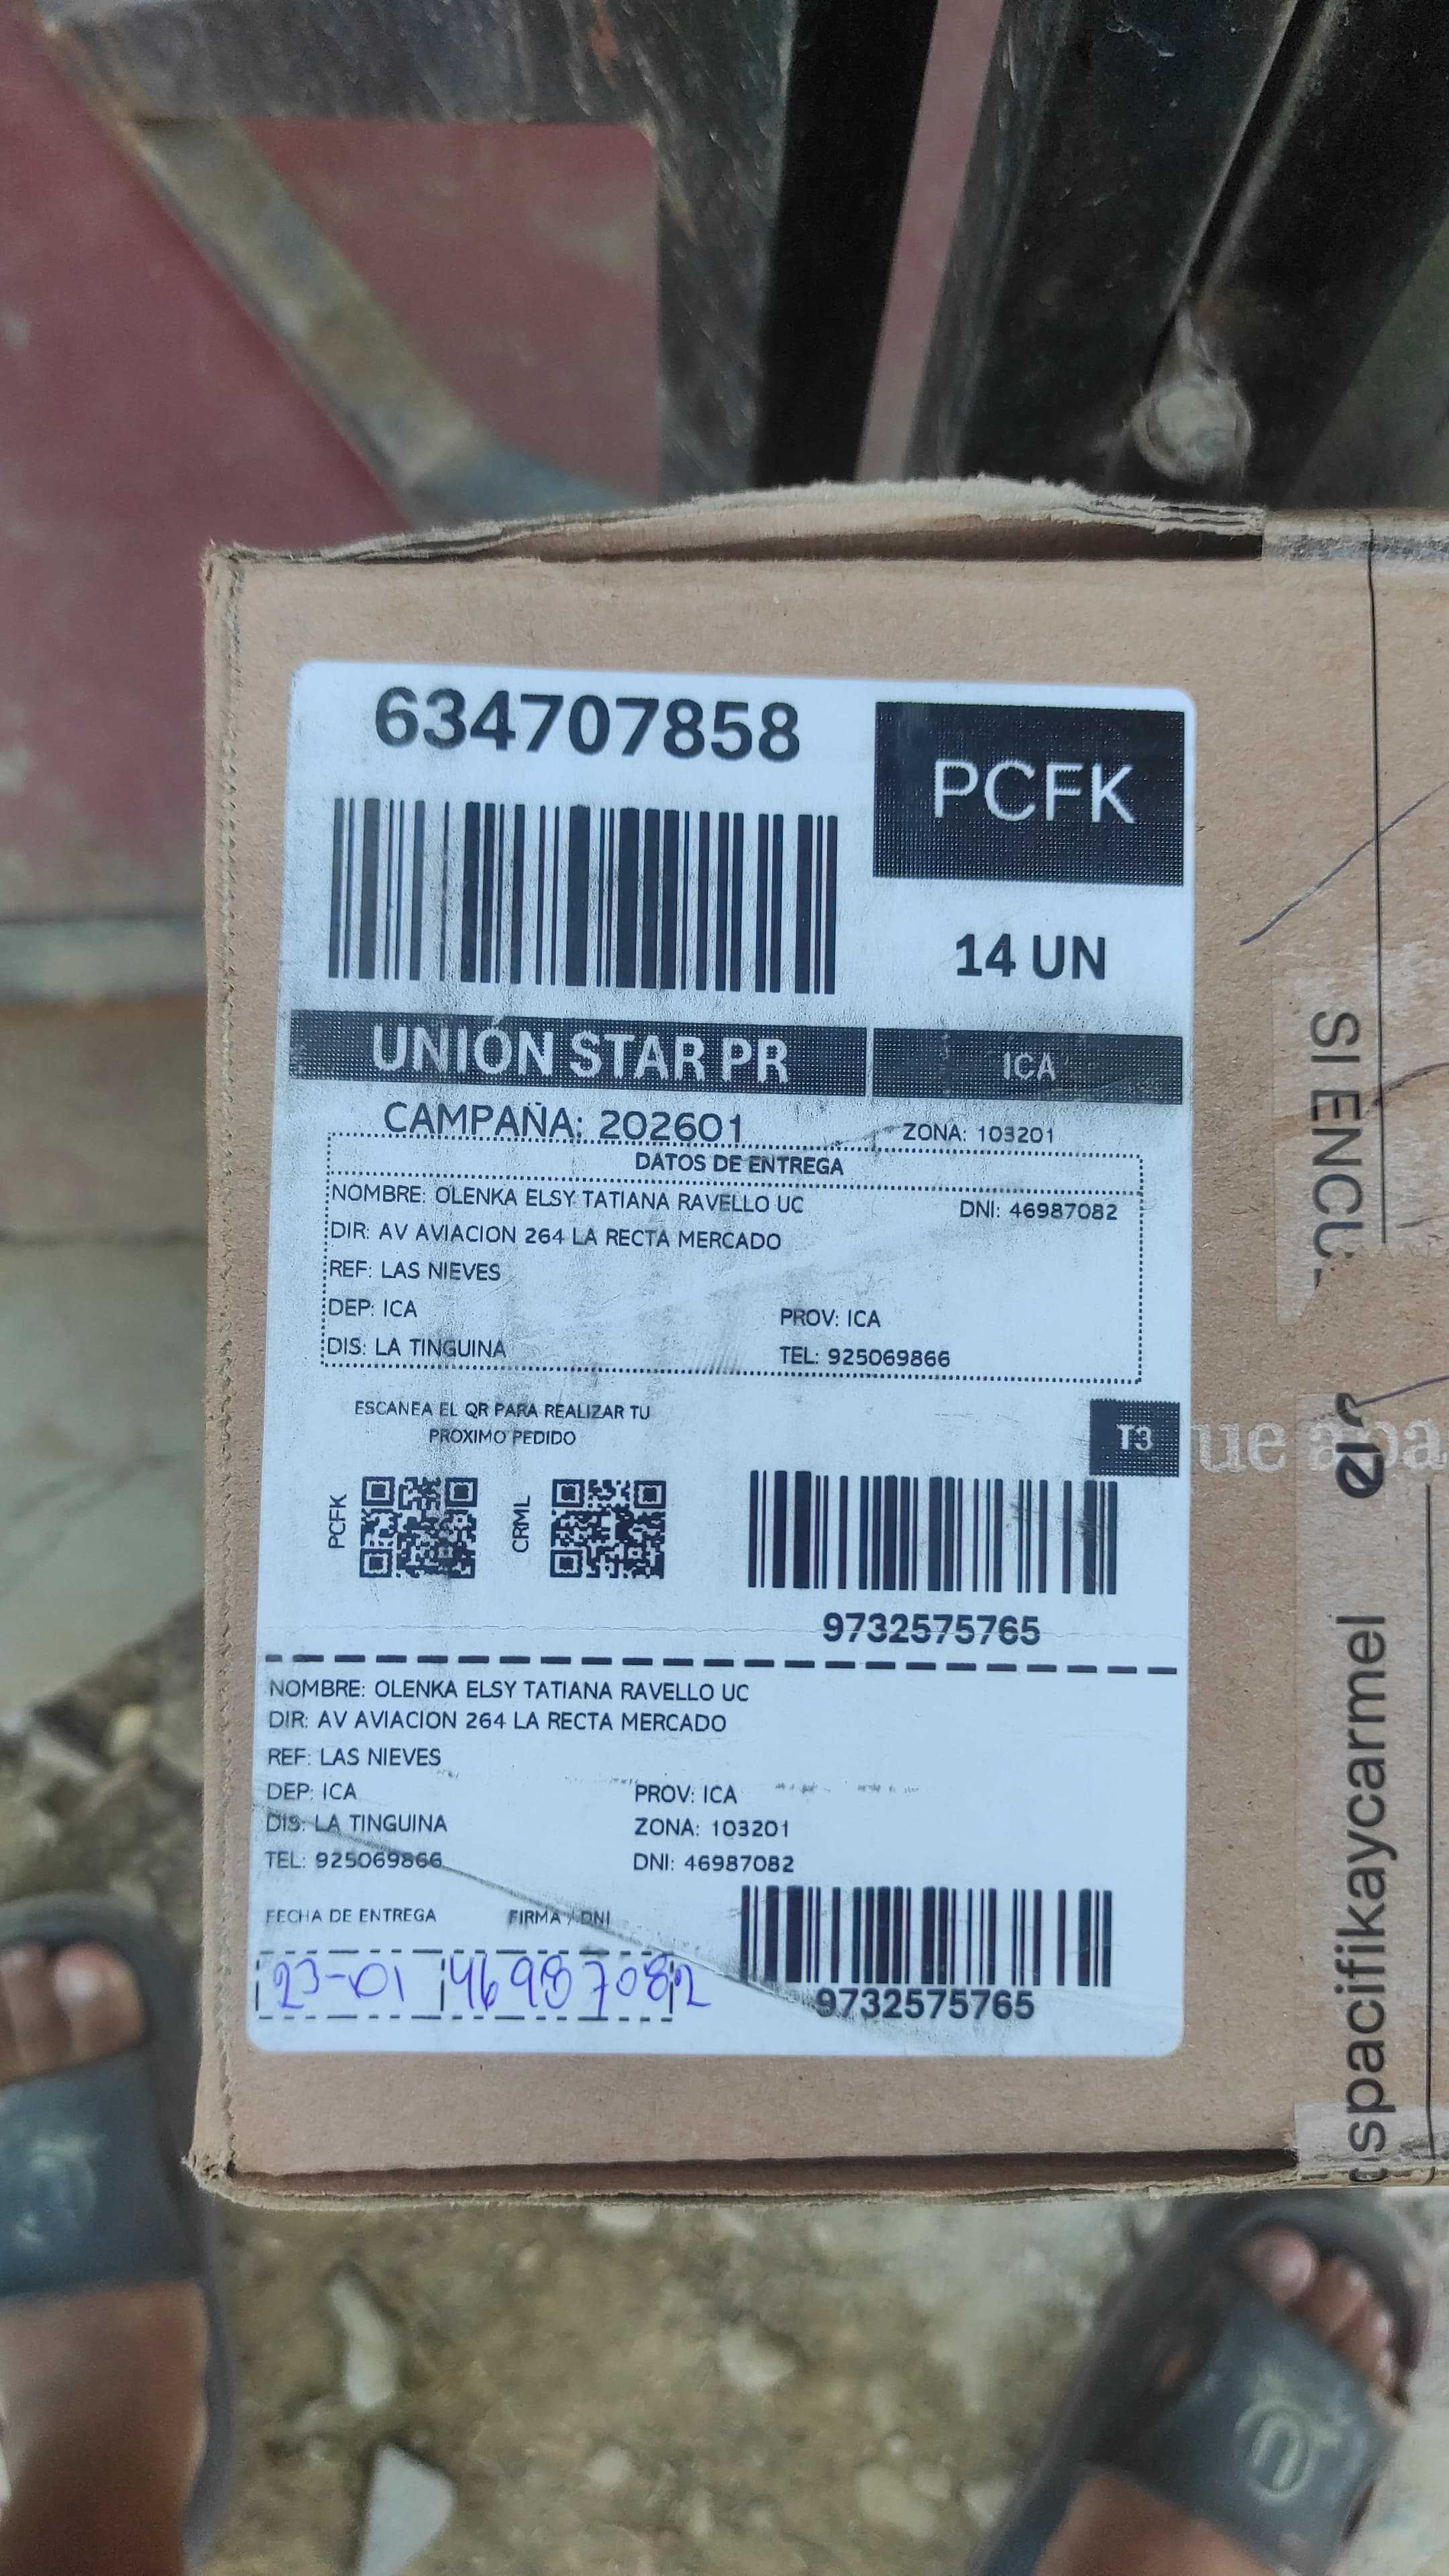 634707858
PCFK
14 UN
UNIÓN STAR PR
ICA
CAMPAÑA: 202601
ZONA: 103201
DATOS DE ENTREGA
NOMBRE: OLENKA ELSY TATIANA RAVELLO UC
DNI: 46987082
DIR: AV AVIACION 264 LA RECTA MERCADO
REF: LAS NIEVES
DEP: ICA
PROV: ICA
DIS: LA TINGUINA
TEL: 925069866
ESCANEA EL QR PARA REALIZAR TU
PROXIMO PEDIDO
T3
PCFK
CRML
9732575765
NOMBRE: OLENKA ELSY TATIANA RAVELLO UC
DIR: AV AVIACION 264 LA RECTA MERCADO
REF: LAS NIEVES
DEP: ICA
PROV: ICA
DIS: LA TINGUINA
ZONA: 103201
TEL: 925069866
DNI: 46987082
FECHA DE ENTREGA
FIRMA / DNI
23-01
46987082
9732575765
SI ENCU
spacifikaycarmel